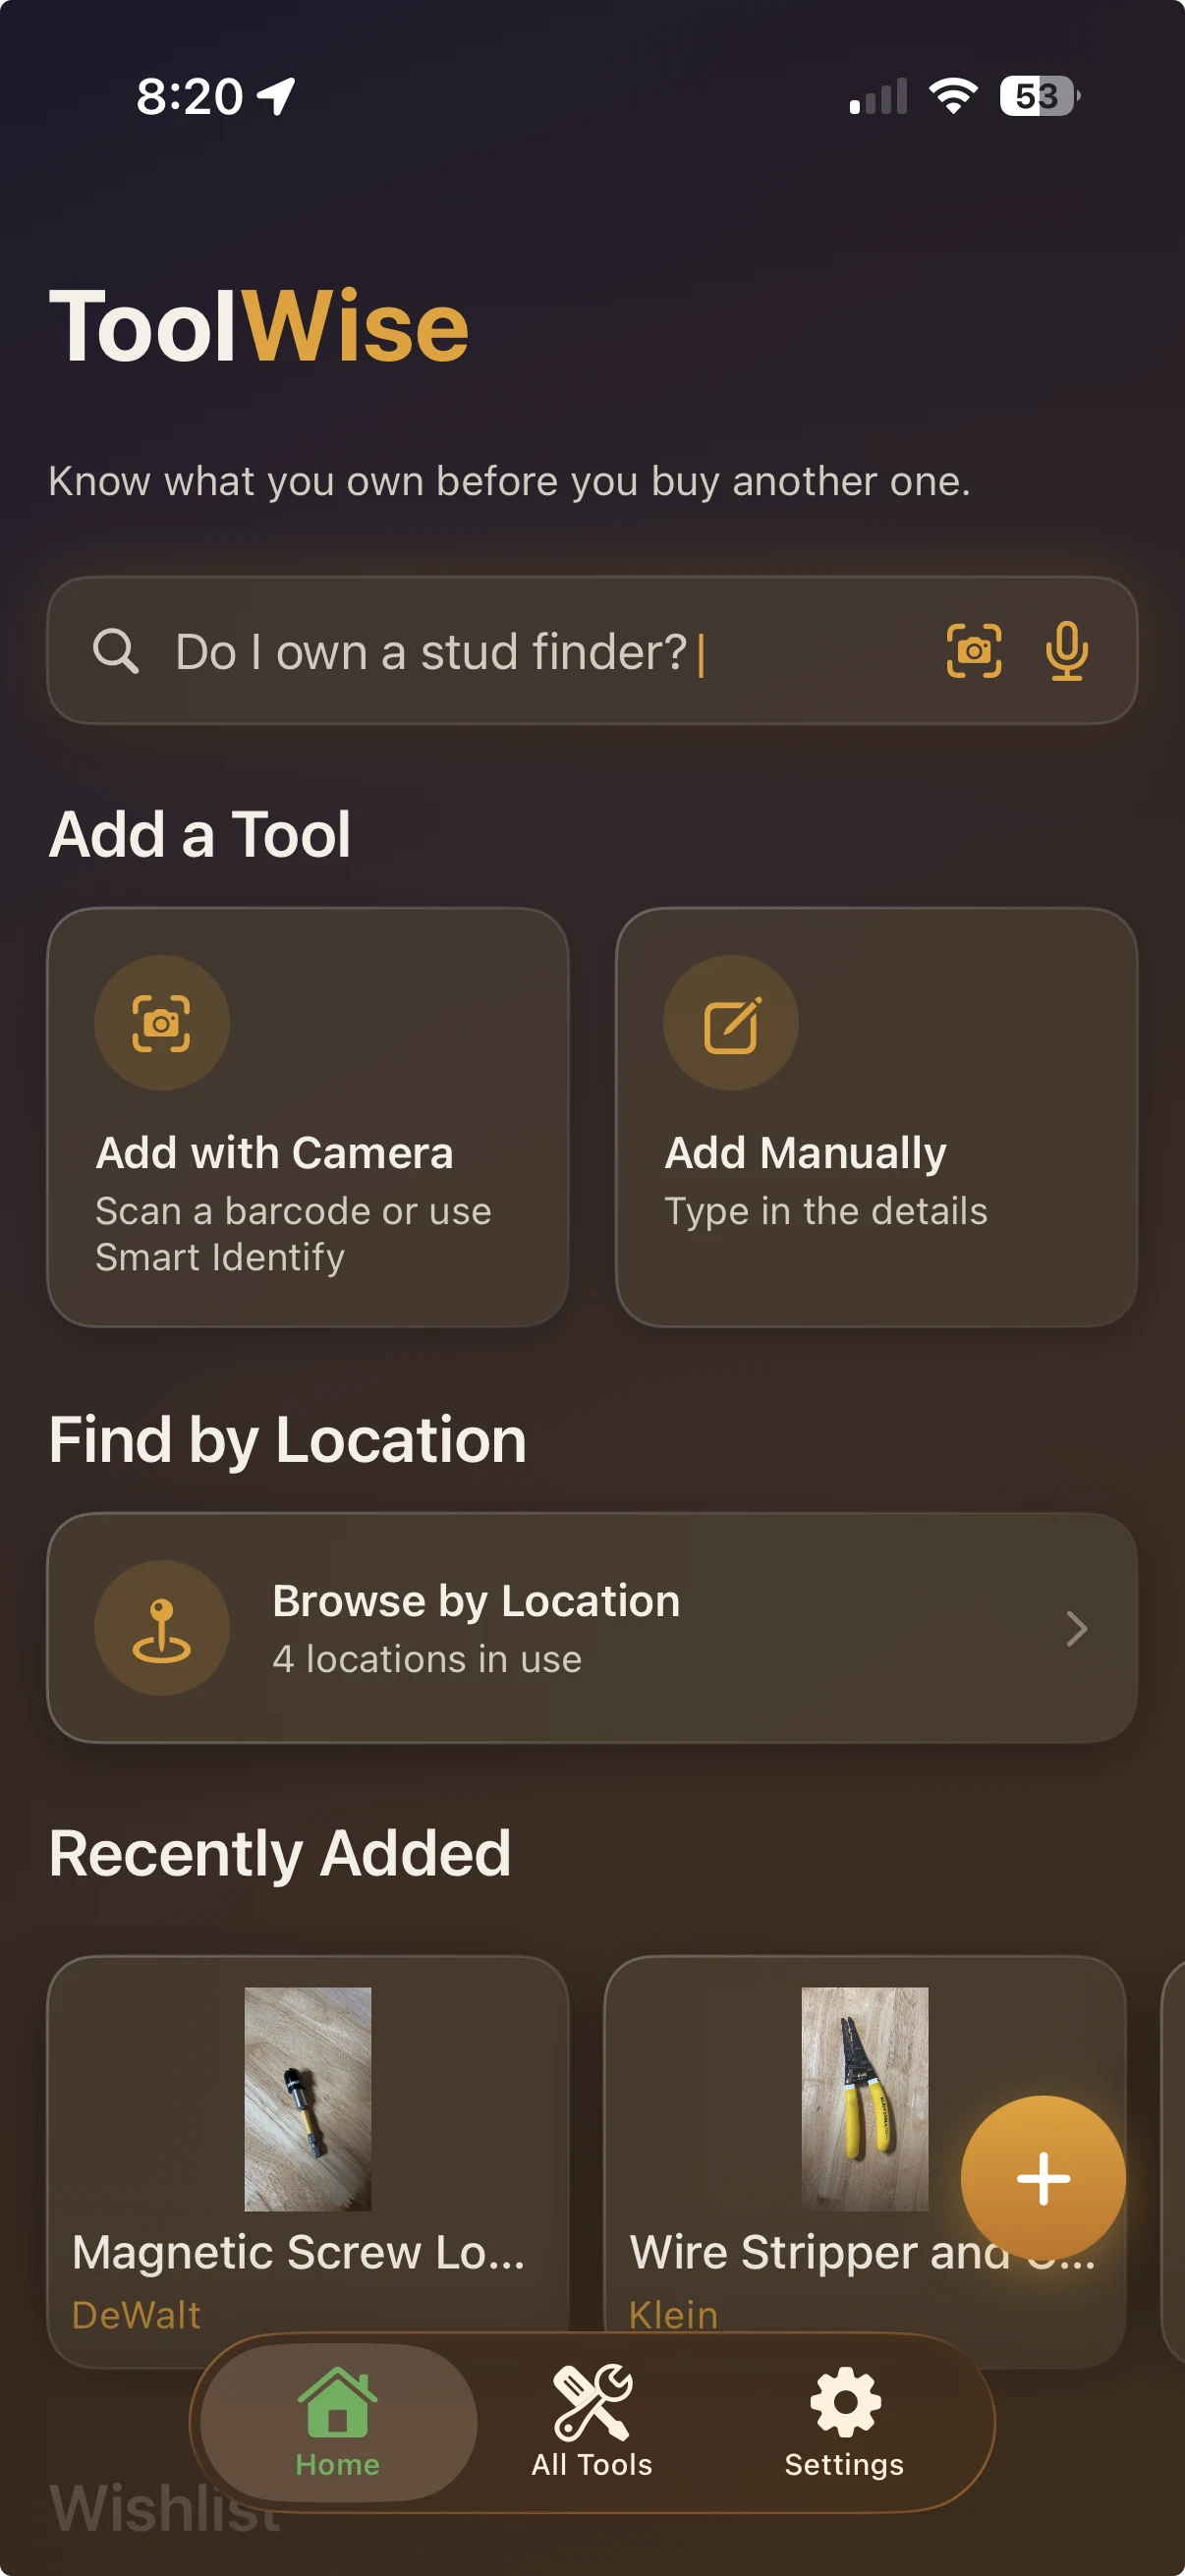 8:20
53
ToolWise
Know what you own before you buy another one.
Do I own a stud finder?
Add a Tool
Add with Camera
Scan a barcode or use
Smart Identify
Add Manually
Type in the details
Find by Location
Browse by Location
4 locations in use
Recently Added
Magnetic Screw Lo...
DeWalt
Wire Stripper and C...
Klein
Home
All Tools
Settings
Wishlist